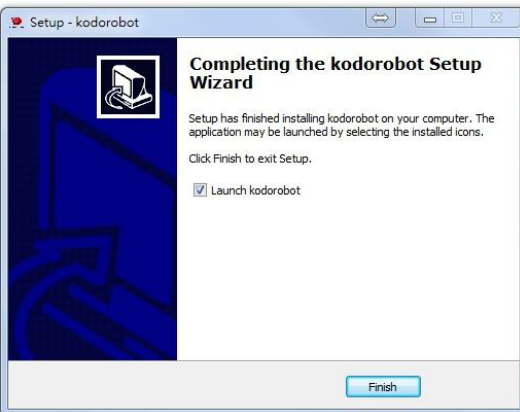 Setup - kodorobot
Completing the kodorobot Setup
Wizard
Setup has finished installing kodorobot on your computer. The
application may be launched by selecting the installed icons.
Click Finish to exit Setup.
Launch kodorobot
Finish